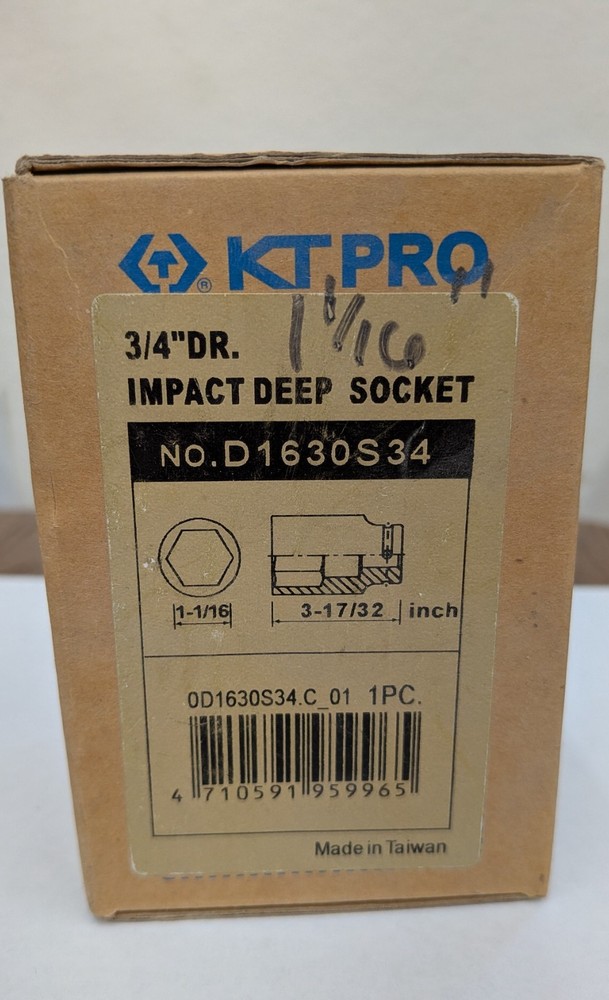 T ® KT PRO
1 1/16"
3/4"DR.
IMPACT DEEP SOCKET
NO.D1630S34
1-1/16
3-17/32 inch
0D1630S34.C_01 1PC.
4 710591 959965
Made in Taiwan